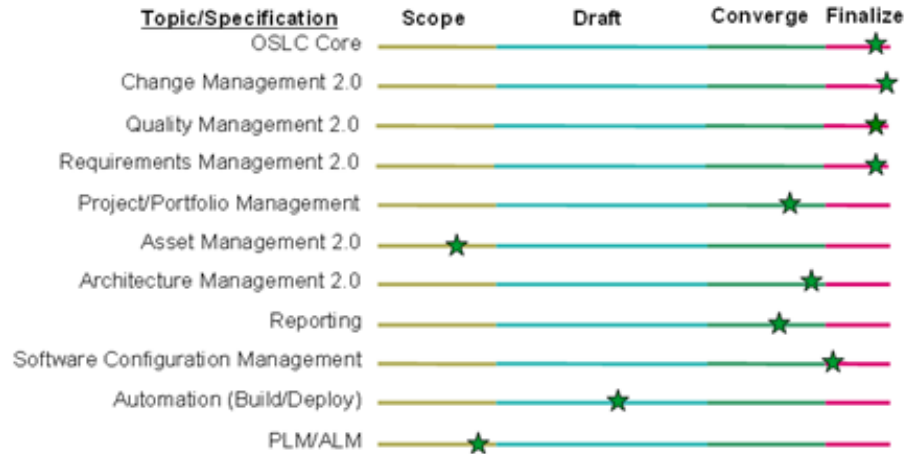 Topic/Specification Scope Draft Converge Finalize
OSLC Core
Change Management 2.0
Quality Management 2.0
Requirements Management 2.0
Project/Portfolio Management
Asset Management 2.0
Architecture Management 2.0
Reporting
Software Configuration Management
Automation (Build/Deploy)
PLM/ALM